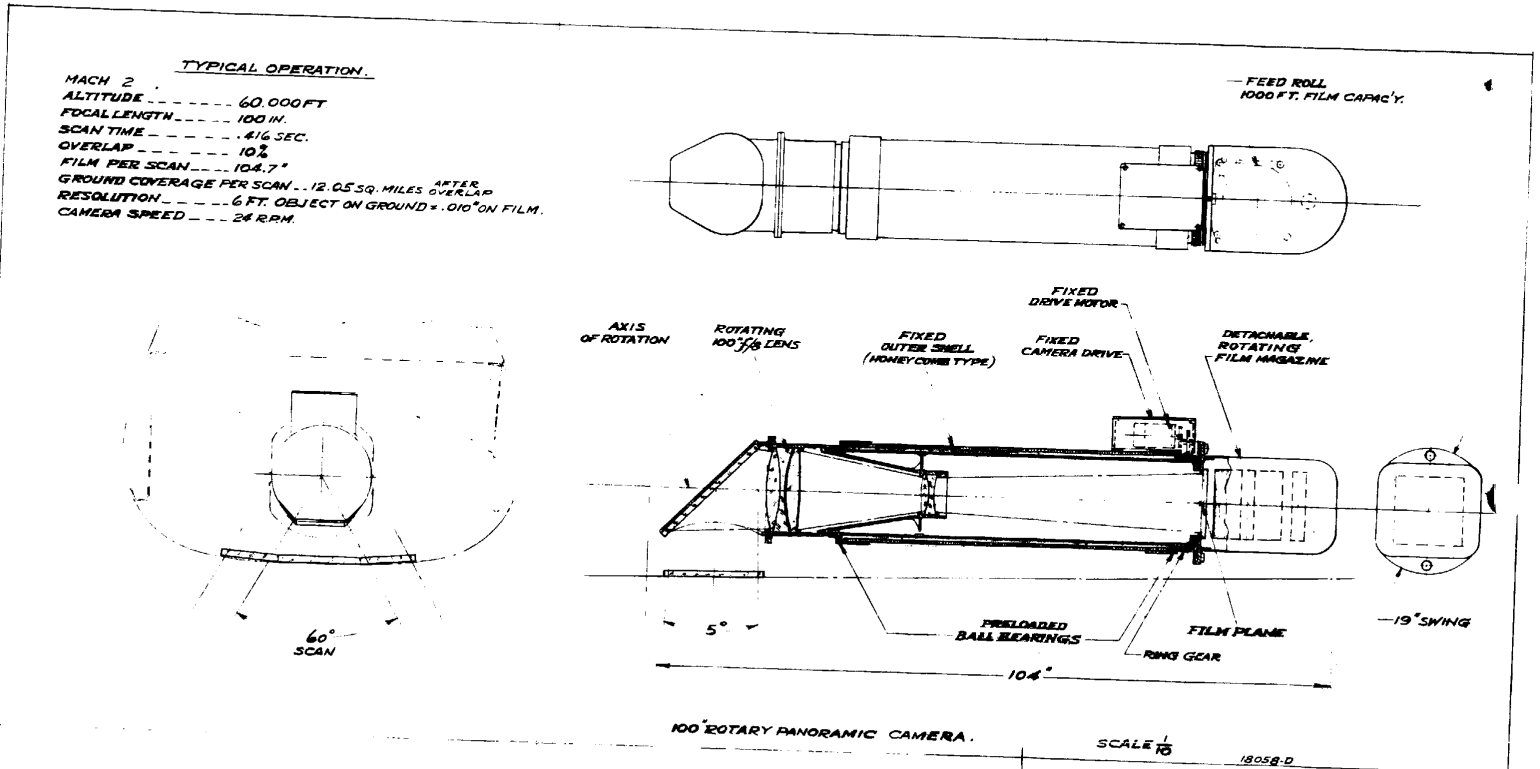 TYPICAL OPERATION.
MACH 2.
ALTITUDE _ _ _ _ _ _ _ 60.000 FT.
FOCAL LENGTH _ _ _ _ 100 IN.
SCAN TIME _ _ _ _ _ .416 SEC.
OVERLAP _ _ _ _ _ _ 10%
FILM PER SCAN _ _ _ _ 104.7"
GROUND COVERAGE PER SCAN _ _ 12.05 SQ. MILES AFTER OVERLAP
RESOLUTION _ _ _ _ _ 6 FT. OBJECT ON GROUND = .010" ON FILM.
CAMERA SPEED _ _ _ 24 R.P.M.
FEED ROLL
1000 FT. FILM CAPAC'Y.
FIXED
DRIVE MOTOR
AXIS
OF ROTATION
ROTATING
100" f/8 LENS
FIXED
OUTER SHELL
(HONEYCOMB TYPE)
FIXED
CAMERA DRIVE
DETACHABLE,
ROTATING
FILM MAGAZINE
60°
SCAN
5°
PRELOADED
BALL BEARINGS
FILM PLANE
RING GEAR
19" SWING
104"
100" ROTARY PANORAMIC CAMERA.
SCALE 1/10
18058-D